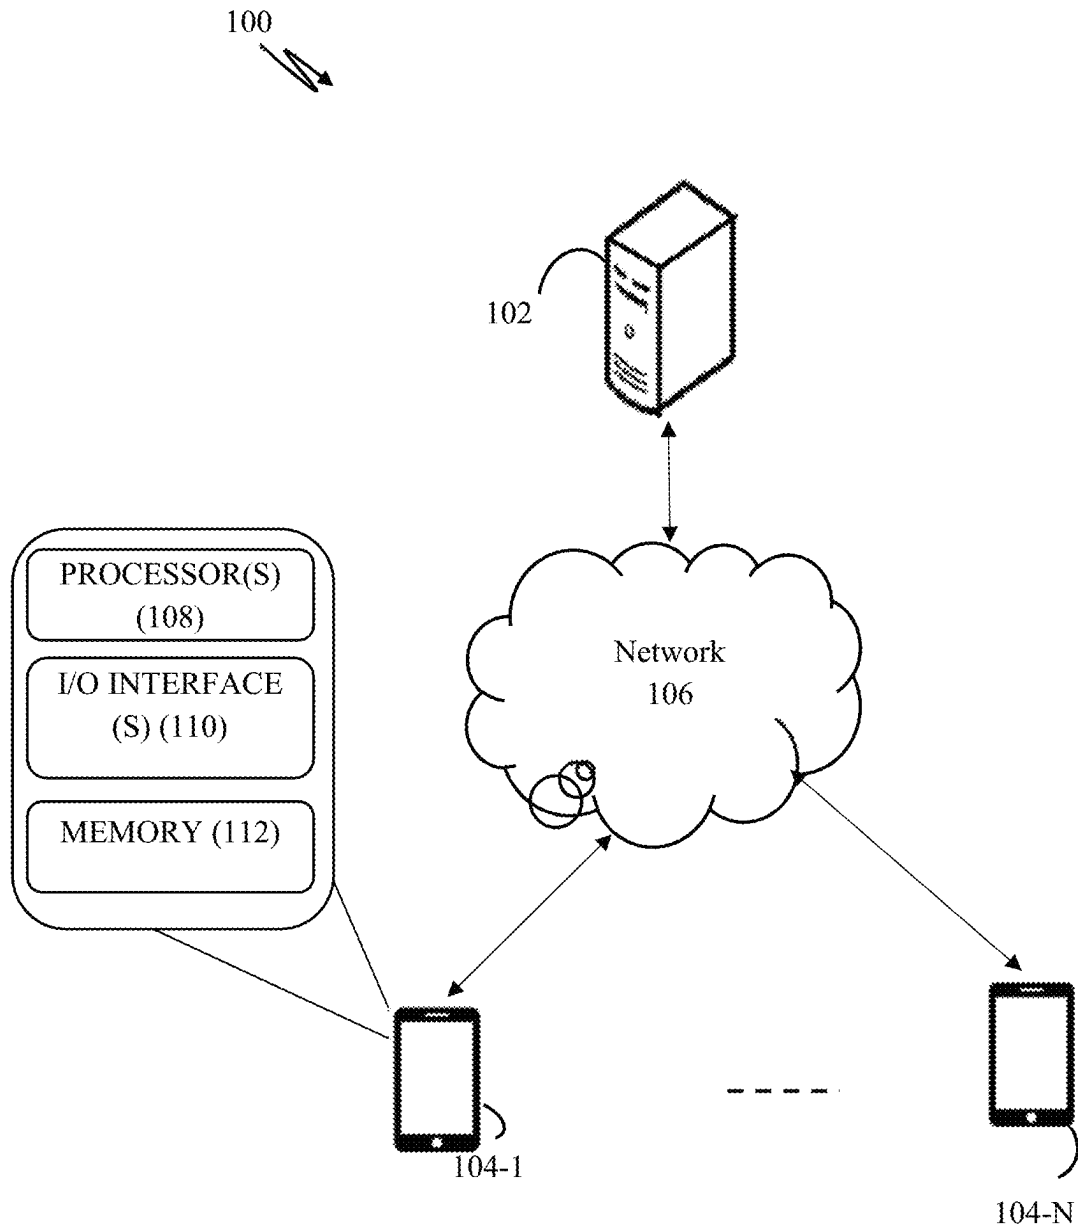 100
102
PROCESSOR(S)
(108)
I/O INTERFACE
(S) (110)
MEMORY (112)
Network
106
104-1
104-N